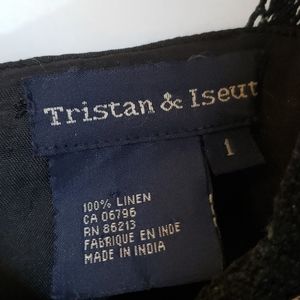 Tristan & Iseut
1
100% LINEN
CA 06796
RN 86213
FABRIQUE EN INDE
MADE IN INDIA